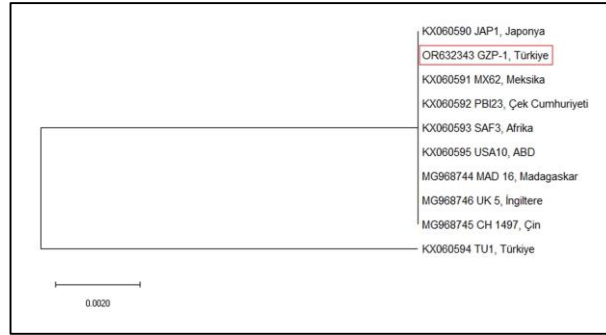 KX060590 JAP1, Japonya
OR632343 GZP-1, Türkiye
KX060591 MX62, Meksika
KX060592 PBI23, Çek Cumhuriyeti
KX060593 SAF3, Afrika
KX060595 USA10, ABD
MG968744 MAD 16, Madagaskar
MG968746 UK 5, İngiltere
MG968745 CH 1497, Çin
KX060594 TU1, Türkiye
0.0020